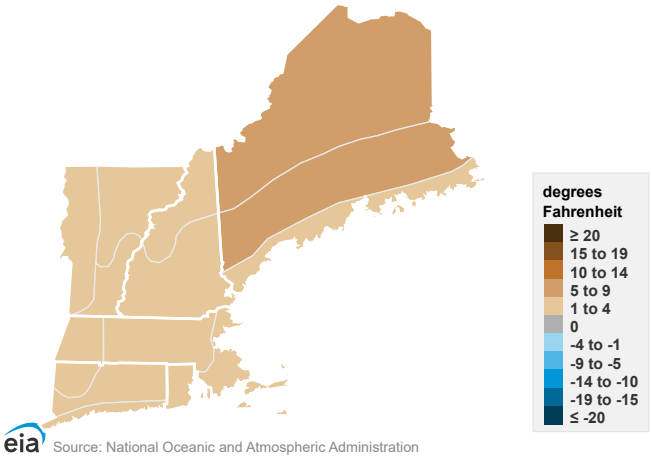 degrees
Fahrenheit
≥ 20
15 to 19
10 to 14
5 to 9
1 to 4
0
-4 to -1
-9 to -5
-14 to -10
-19 to -15
≤ -20
eia
Source: National Oceanic and Atmospheric Administration